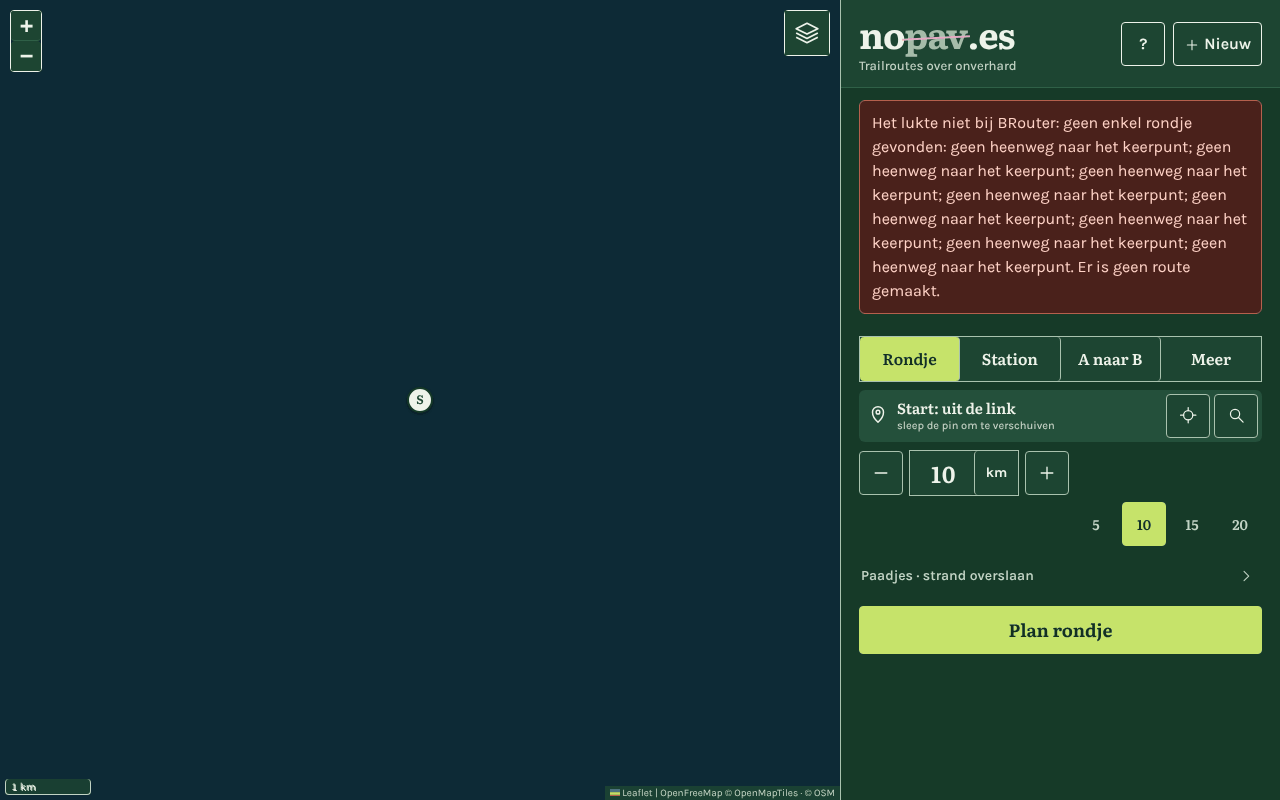 +
−
nopav.es
Trailroutes over onverhard
?
+ Nieuw
Het lukte niet bij BRouter: geen enkel rondje
gevonden: geen heenweg naar het keerpunt; geen
heenweg naar het keerpunt; geen heenweg naar het
keerpunt; geen heenweg naar het keerpunt; geen
heenweg naar het keerpunt; geen heenweg naar het
keerpunt; geen heenweg naar het keerpunt; geen
heenweg naar het keerpunt. Er is geen route
gemaakt.
Rondje
Station
A naar B
Meer
Start: uit de link
sleep de pin om te verschuiven
−
10
km
+
5
10
15
20
Paadjes · strand overslaan
Plan rondje
S
1 km
Leaflet | OpenFreeMap © OpenMapTiles · © OSM